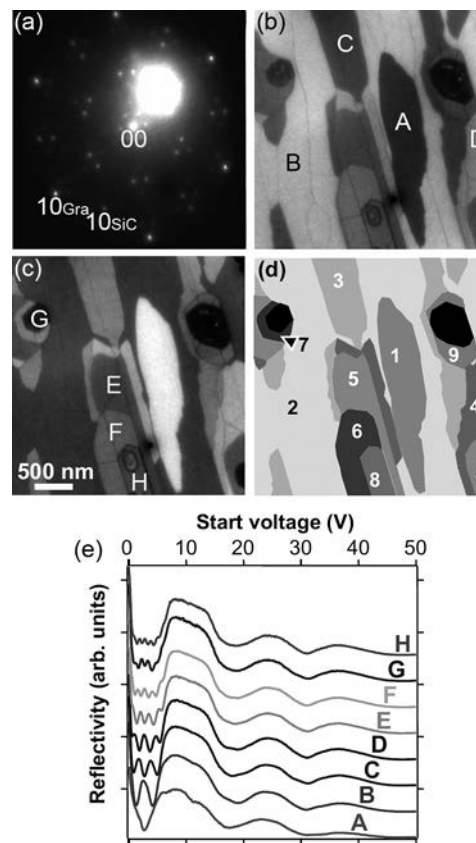 (a)
00
10Gra
10SiC
(b)
C
A
B
D
(c)
G
E
F
H
500 nm
(d)
3
7
1
9
2
5
4
6
8
Start voltage (V)
(e)
0 10 20 30 40 50
Reflectivity (arb. units)
H
G
F
E
D
C
B
A